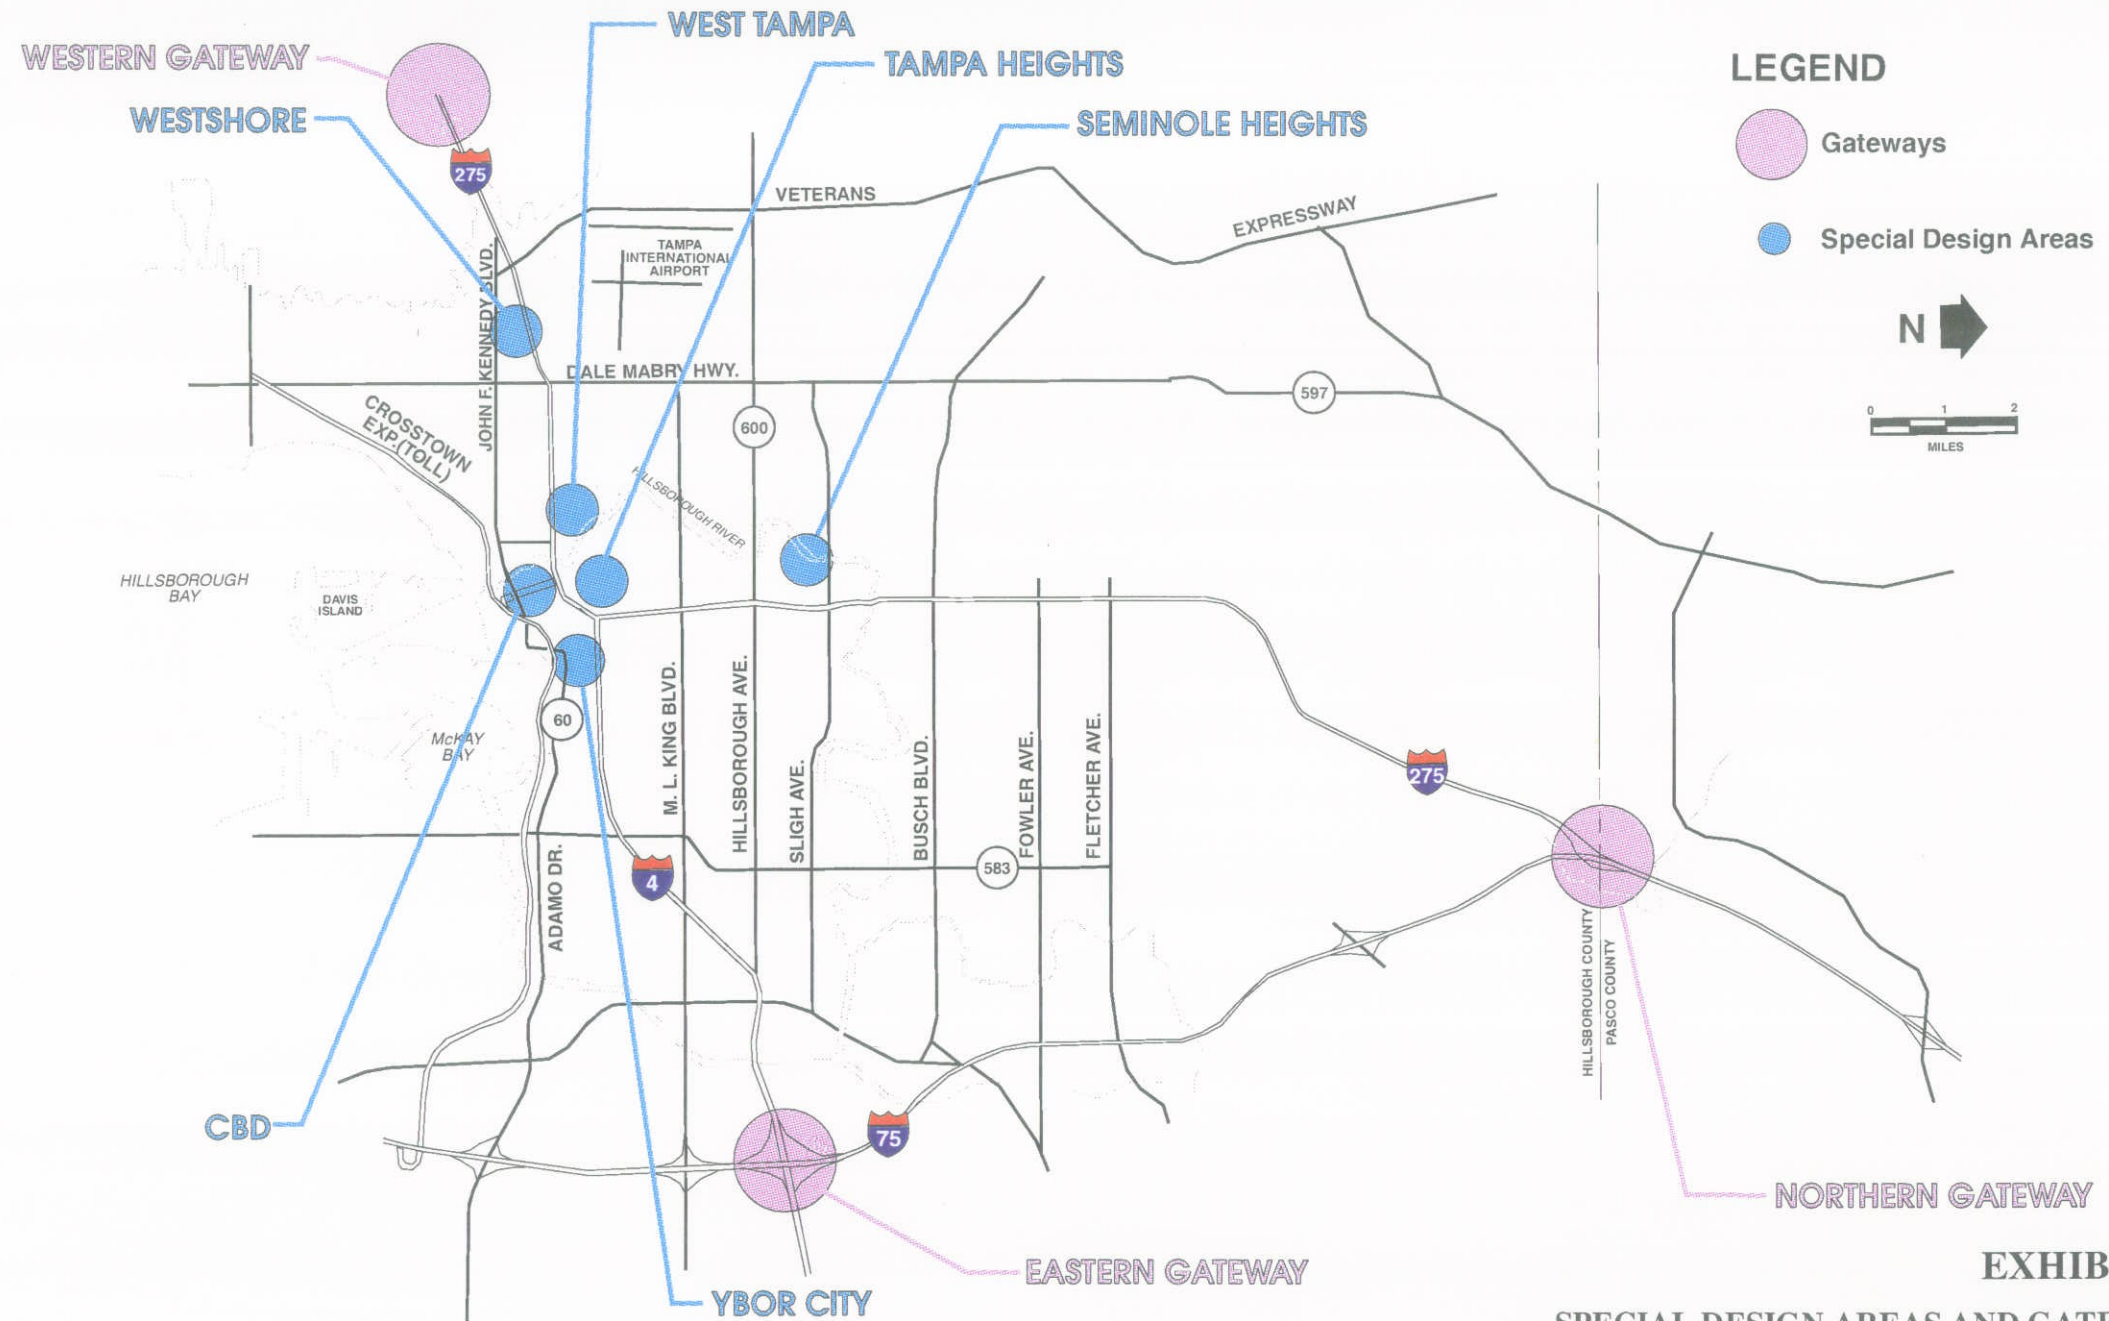 WEST TAMPA
WESTERN GATEWAY
TAMPA HEIGHTS
WESTSHORE
SEMINOLE HEIGHTS
LEGEND
Gateways
Special Design Areas
N
0 1 2
MILES
275
VETERANS
EXPRESSWAY
TAMPA
INTERNATIONAL
AIRPORT
JOHN F. KENNEDY BLVD.
DALE MABRY HWY.
597
CROSSTOWN
EXP.(TOLL)
600
HILLSBOROUGH RIVER
HILLSBOROUGH
BAY
DAVIS
ISLAND
60
McKAY
BAY
M. L. KING BLVD.
HILLSBOROUGH AVE.
SLIGH AVE.
BUSCH BLVD.
FOWLER AVE.
FLETCHER AVE.
275
583
4
ADAMO DR.
HILLSBOROUGH COUNTY
PASCO COUNTY
CBD
75
NORTHERN GATEWAY
EASTERN GATEWAY
YBOR CITY
EXHIB